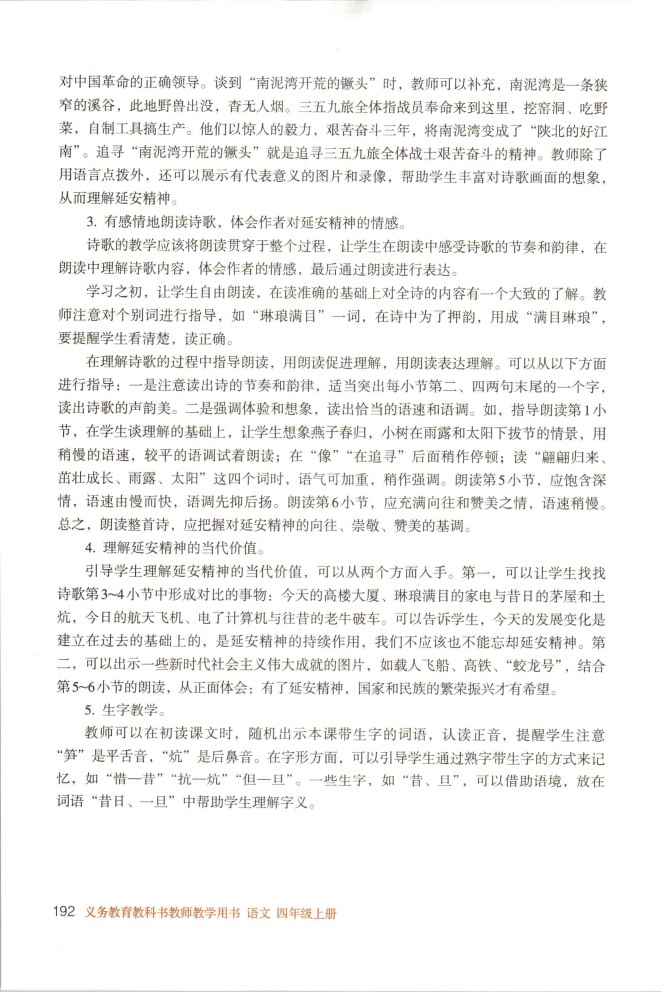 对中国革命的正确领导。谈到“南泥湾开荒的镢头”时，教师可以补充，南泥湾是一条狭
窄的溪谷，此地野兽出没，杳无人烟。三五九旅全体指战员奉命来到这里，挖窑洞、吃野
菜，自制工具搞生产。他们以惊人的毅力，艰苦奋斗三年，将南泥湾变成了“陕北的好江
南”。追寻“南泥湾开荒的镢头”就是追寻三五九旅全体战士艰苦奋斗的精神。教师除了
用语言点拨外，还可以展示有代表意义的图片和录像，帮助学生丰富对诗歌画面的想象，
从而理解延安精神。
3. 有感情地朗读诗歌，体会作者对延安精神的情感。
诗歌的教学应该将朗读贯穿于整个过程，让学生在朗读中感受诗歌的节奏和韵律，在
朗读中理解诗歌内容，体会作者的情感，最后通过朗读进行表达。
学习之初，让学生自由朗读，在读准确的基础上对全诗的内容有一个大致的了解。教
师注意对个别词进行指导，如“琳琅满目”一词，在诗中为了押韵，用成“满目琳琅”，
要提醒学生看清楚，读正确。
在理解诗歌的过程中指导朗读，用朗读促进理解，用朗读表达理解。可以从以下方面
进行指导：一是注意读出诗的节奏和韵律，适当突出每小节第二、四两句末尾的一个字，
读出诗歌的声韵美。二是强调体验和想象，读出恰当的语速和语调。如，指导朗读第1小
节，在学生谈理解的基础上，让学生想象燕子春归，小树在雨露和太阳下拔节的情景，用
稍慢的语速，较平的语调试着朗读；在“像”“在追寻”后面稍作停顿；读“翩翩归来、
茁壮成长、雨露、太阳”这四个词时，语气可加重，稍作强调。朗读第5小节，应饱含深
情，语速由慢而快，语调先抑后扬。朗读第6小节，应充满向往和赞美之情，语速稍慢。
总之，朗读整首诗，应把握对延安精神的向往、崇敬、赞美的基调。
4. 理解延安精神的当代价值。
引导学生理解延安精神的当代价值，可以从两个方面入手。第一，可以让学生找找
诗歌第3~4小节中形成对比的事物：今天的高楼大厦、琳琅满目的家电与昔日的茅屋和土
炕，今日的航天飞机、电了计算机与往昔的老牛破车。可以告诉学生，今天的发展变化是
建立在过去的基础上的，是延安精神的持续作用，我们不应该也不能忘却延安精神。第
二，可以出示一些新时代社会主义伟大成就的图片，如载人飞船、高铁、“蛟龙号”，结合
第5~6小节的朗读，从正面体会：有了延安精神，国家和民族的繁荣振兴才有希望。
5. 生字教学。
教师可以在初读课文时，随机出示本课带生字的词语，认读正音，提醒学生注意
“笋”是平舌音，“炕”是后鼻音。在字形方面，可以引导学生通过熟字带生字的方式来记
忆，如“惜—昔”“抗—炕”“但—旦”。一些生字，如“昔、旦”，可以借助语境，放在
词语“昔日、一旦”中帮助学生理解字义。
192 义务教育教科书教师教学用书 语文 四年级上册